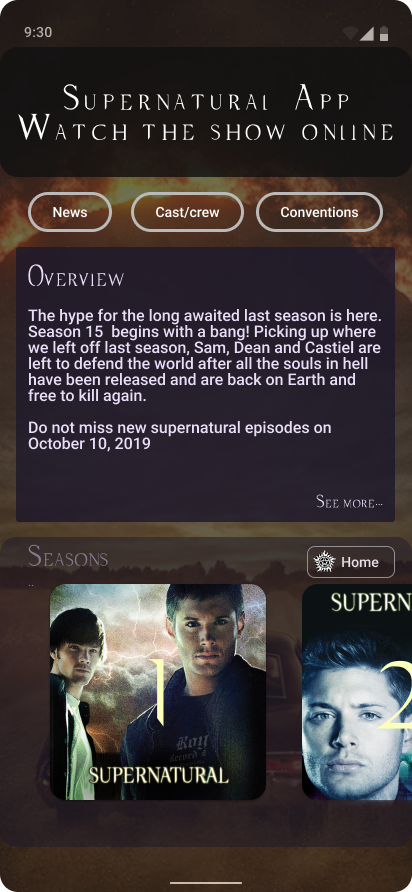 9:30
Supernatural App
Watch the show online
News
Cast/crew
Conventions
Overview
The hype for the long awaited last season is here.
Season 15 begins with a bang! Picking up where
we left off last season, Sam, Dean and Castiel are
left to defend the world after all the souls in hell
have been released and are back on Earth and
free to kill again.
Do not miss new supernatural episodes on
October 10, 2019
See more...
Seasons
Home
..
1
SUPERNATURAL
SUPERN
2